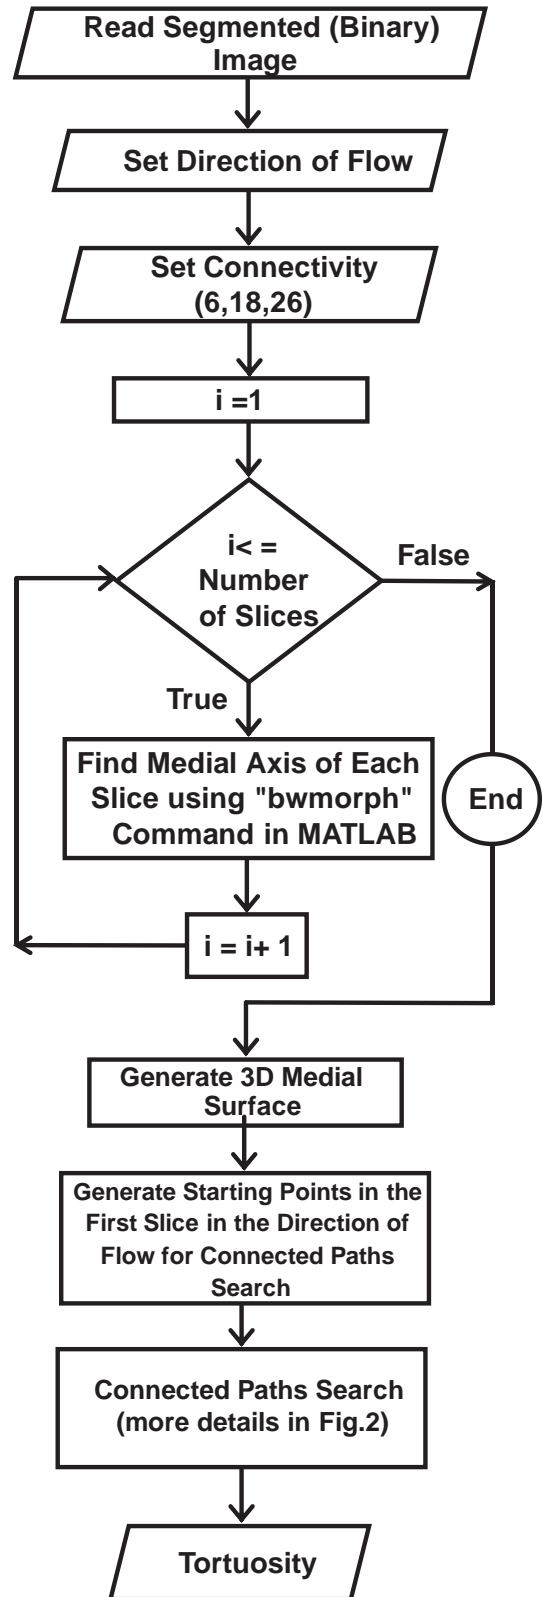 Read Segmented (Binary)
Image
Set Direction of Flow
Set Connectivity
(6,18,26)
i =1
i< =
Number
of Slices
False
True
Find Medial Axis of Each
Slice using "bwmorph"
Command in MATLAB
End
i = i+ 1
Generate 3D Medial
Surface
Generate Starting Points in the
First Slice in the Direction of
Flow for Connected Paths
Search
Connected Paths Search
(more details in Fig.2)
Tortuosity